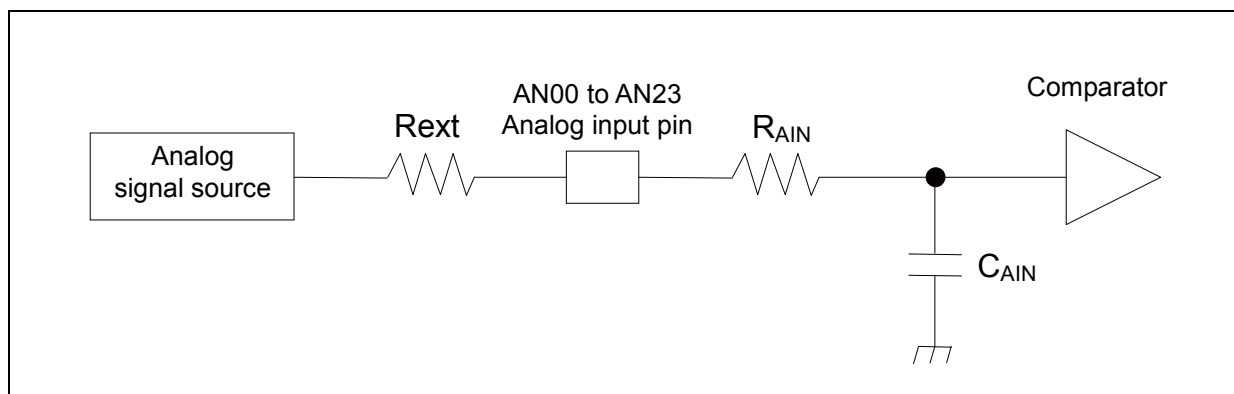 AN00 to AN23
Analog input pin
Comparator
Analog
signal source
Rext
RAIN
CAIN